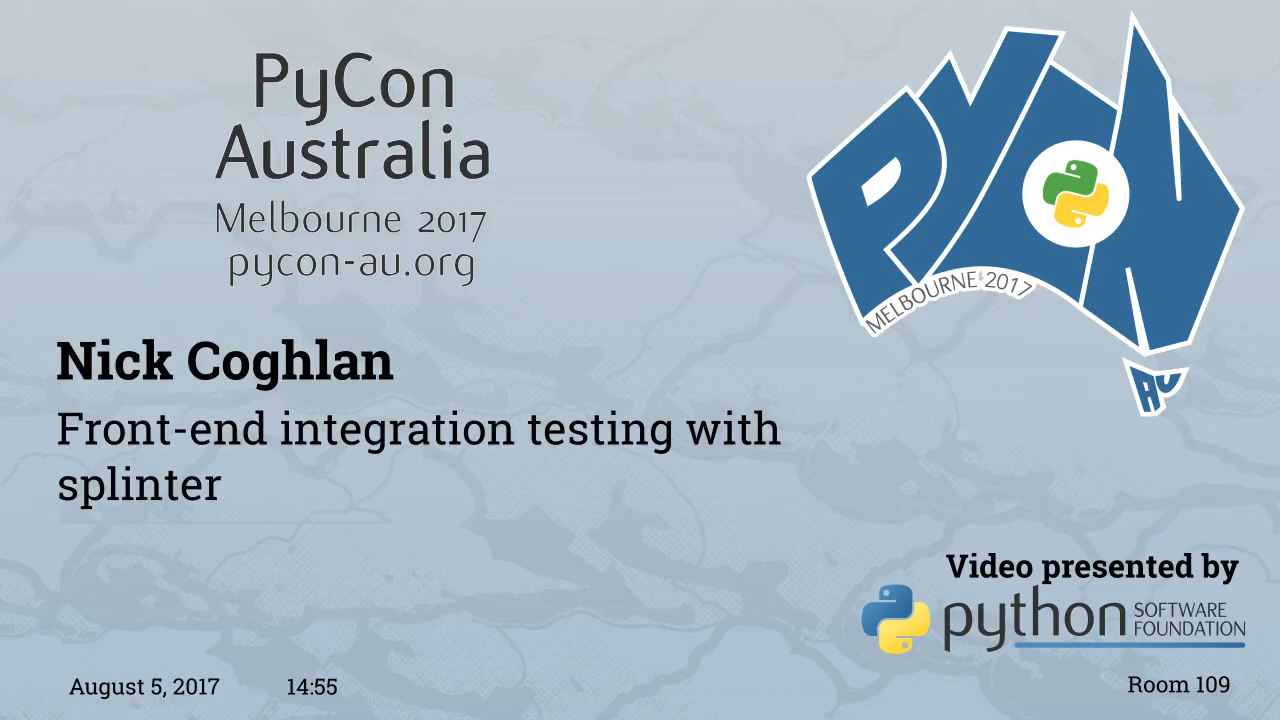 PyCon
Australia
Melbourne 2017
pycon-au.org
PYCON
MELBOURNE 2017
AU
Nick Coghlan
Front-end integration testing with
splinter
Video presented by
python SOFTWARE
FOUNDATION
August 5, 2017 14:55
Room 109